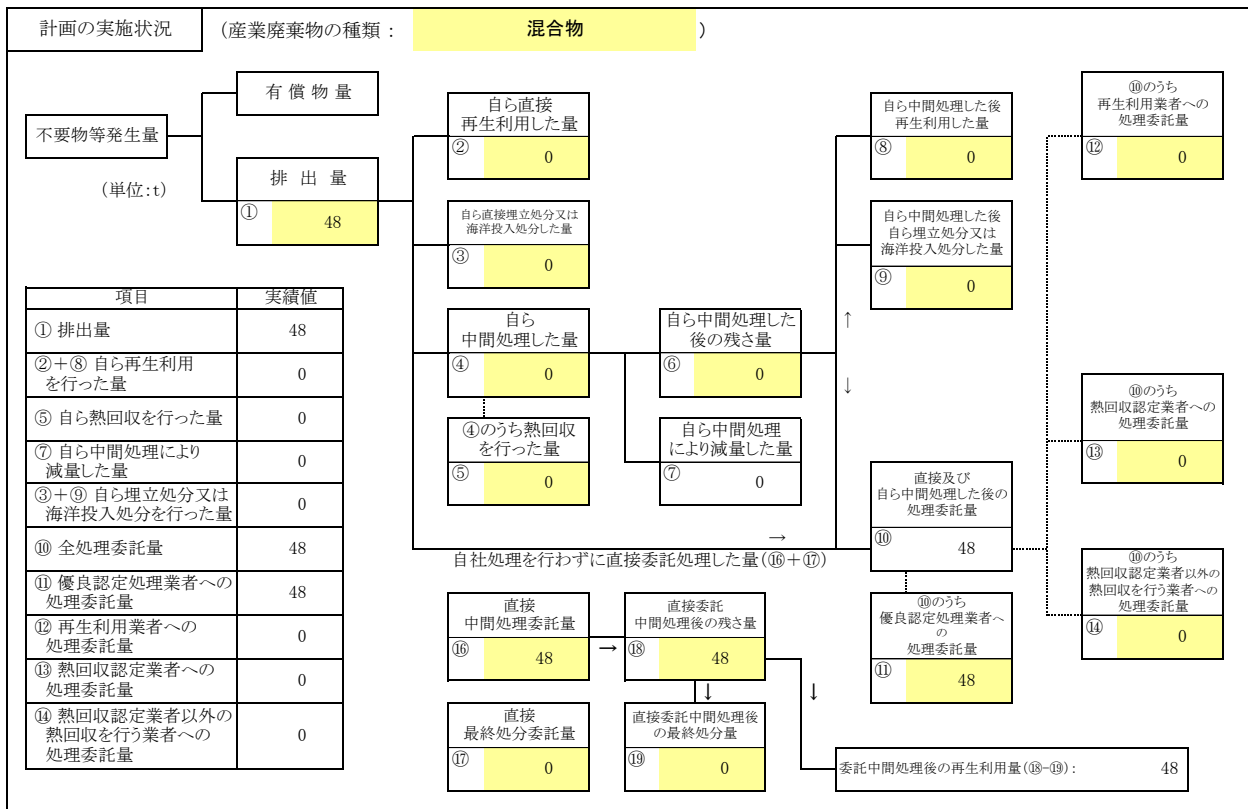 計画の実施状況
(産業廃棄物の種類：
混合物
)
有 償 物 量
不要物等発生量
(単位:t)
排 出 量
①
48
自ら直接
再生利用した量
②
0
自ら直接埋立処分又は
海洋投入処分した量
③
0
自ら
中間処理した量
④
0
④のうち熱回収
を行った量
⑤
0
自ら中間処理した
後の残さ量
⑥
0
自ら中間処理
により減量した量
⑦
0
自ら中間処理した後
再生利用した量
⑧
0
自ら中間処理した後
自ら埋立処分又は
海洋投入処分した量
⑨
0
↑
↓
直接及び
自ら中間処理した後の
処理委託量
⑩
48
⑩のうち
再生利用業者への
処理委託量
⑫
0
⑩のうち
熱回収認定業者への
処理委託量
⑬
0
⑩のうち
熱回収認定業者以外の
熱回収を行う業者への
処理委託量
⑭
0
⑩のうち
優良認定処理業者へ
の
処理委託量
⑪
48
→
自社処理を行わずに直接委託処理した量(⑯+⑰)
直接
中間処理委託量
⑯
48
→
直接委託
中間処理後の残さ量
⑱
48
↓
↓
直接
最終処分委託量
⑰
0
直接委託中間処理後
の最終処分量
⑲
0
委託中間処理後の再生利用量(⑱-⑲)： 48
項目 実績値
① 排出量 48
②+⑧ 自ら再生利用
を行った量 0
⑤ 自ら熱回収を行った量 0
⑦ 自ら中間処理により
減量した量 0
③+⑨ 自ら埋立処分又は
海洋投入処分を行った量 0
⑩ 全処理委託量 48
⑪ 優良認定処理業者への
処理委託量 48
⑫ 再生利用業者への
処理委託量 0
⑬ 熱回収認定業者への
処理委託量 0
⑭ 熱回収認定業者以外の
熱回収を行う業者への
処理委託量 0